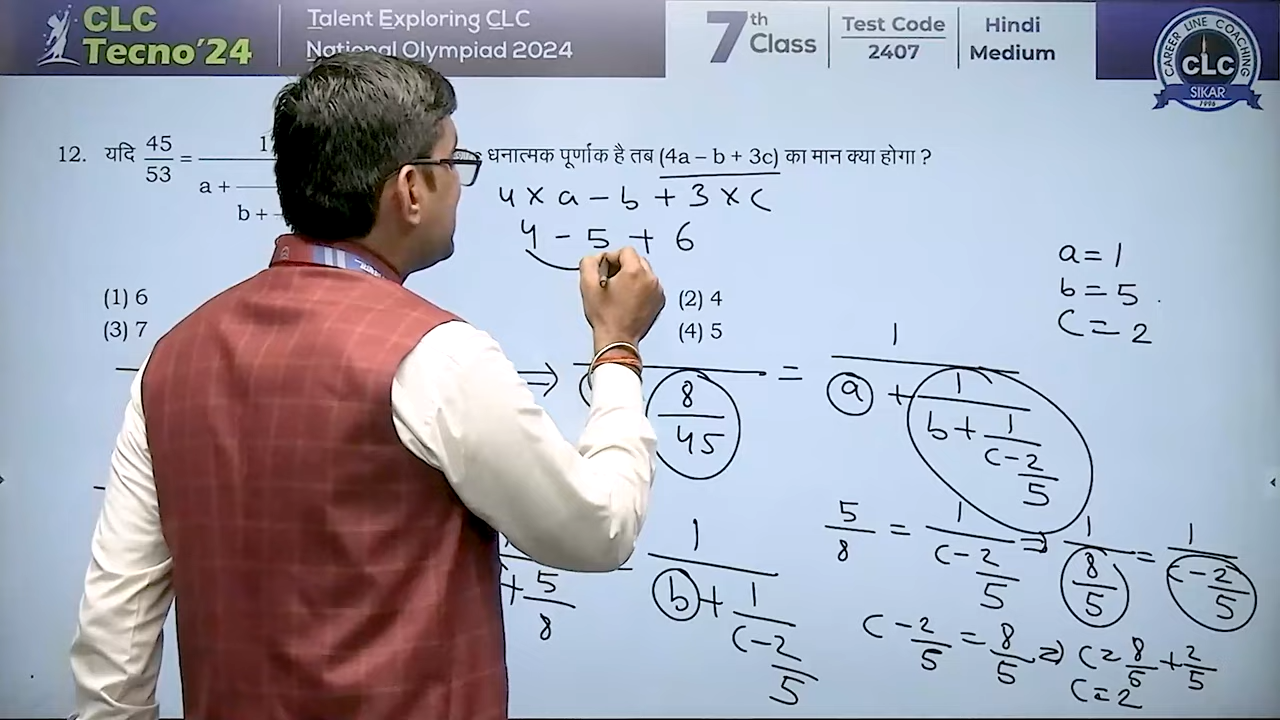 CLC
Tecno'24
Talent Exploring CLC
National Olympiad 2024
7th Class
Test Code
2407
Hindi
Medium
CAREER LINE COACHING
CLC
SIKAR
1996
12. यदि 45/53 = 1
a +
b +
धनात्मक पूर्णांक है तब (4a – b + 3c) का मान क्या होगा ?
4 × a – b + 3 × c
4 – 5 + 6
a = 1
b = 5
c = 2
(1) 6
(2) 4
(3) 7
(4) 5
⇒ 8/45 = 1/(a + 1/(b + 1/(c – 2/5)))
5/8 = 1/(c – 2/5) ⇒ 1/(8/5) = 1/(c – 2/5)
+ 5/8
1/(b + 1/(c – 2/5))
c – 2/5 = 8/5 ⇒ c = 8/5 + 2/5
c = 2